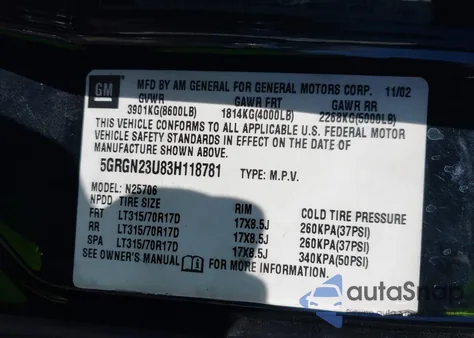 GM
MFD BY AM GENERAL FOR GENERAL MOTORS CORP. 11/02
GVWR GAWR FRT GAWR RR
3901KG(8600LB) 1814KG(4000LB) 2268KG(5000LB)
THIS VEHICLE CONFORMS TO ALL APPLICABLE U.S. FEDERAL MOTOR
VEHICLE SAFETY STANDARDS IN EFFECT ON THE DATE OF
MANUFACTURE SHOWN ABOVE.
5GRGN23U83H118781 TYPE: M.P.V.
MODEL: N25706
NPDD TIRE SIZE RIM COLD TIRE PRESSURE
FRT LT315/70R17D 17X8.5J 260KPA(37PSI)
RR LT315/70R17D 17X8.5J 260KPA(37PSI)
SPA LT315/70R17D 17X8.5J 340KPA(50PSI)
SEE OWNER'S MANUAL FOR MORE INFORMATION.
autoSnap